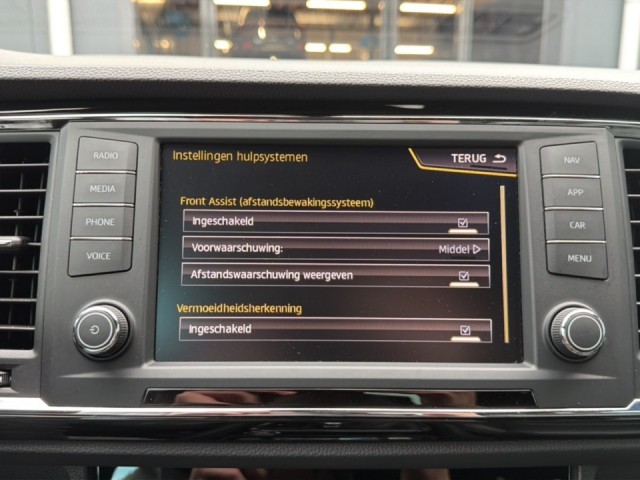 RADIO
MEDIA
PHONE
VOICE
Instellingen hulpsystemen
TERUG
Front Assist (afstandsbewakingssysteem)
Ingeschakeld
Voorwaarschuwing: Middel
Afstandswaarschuwing weergeven
Vermoeidheidsherkenning
Ingeschakeld
NAV
APP
CAR
MENU